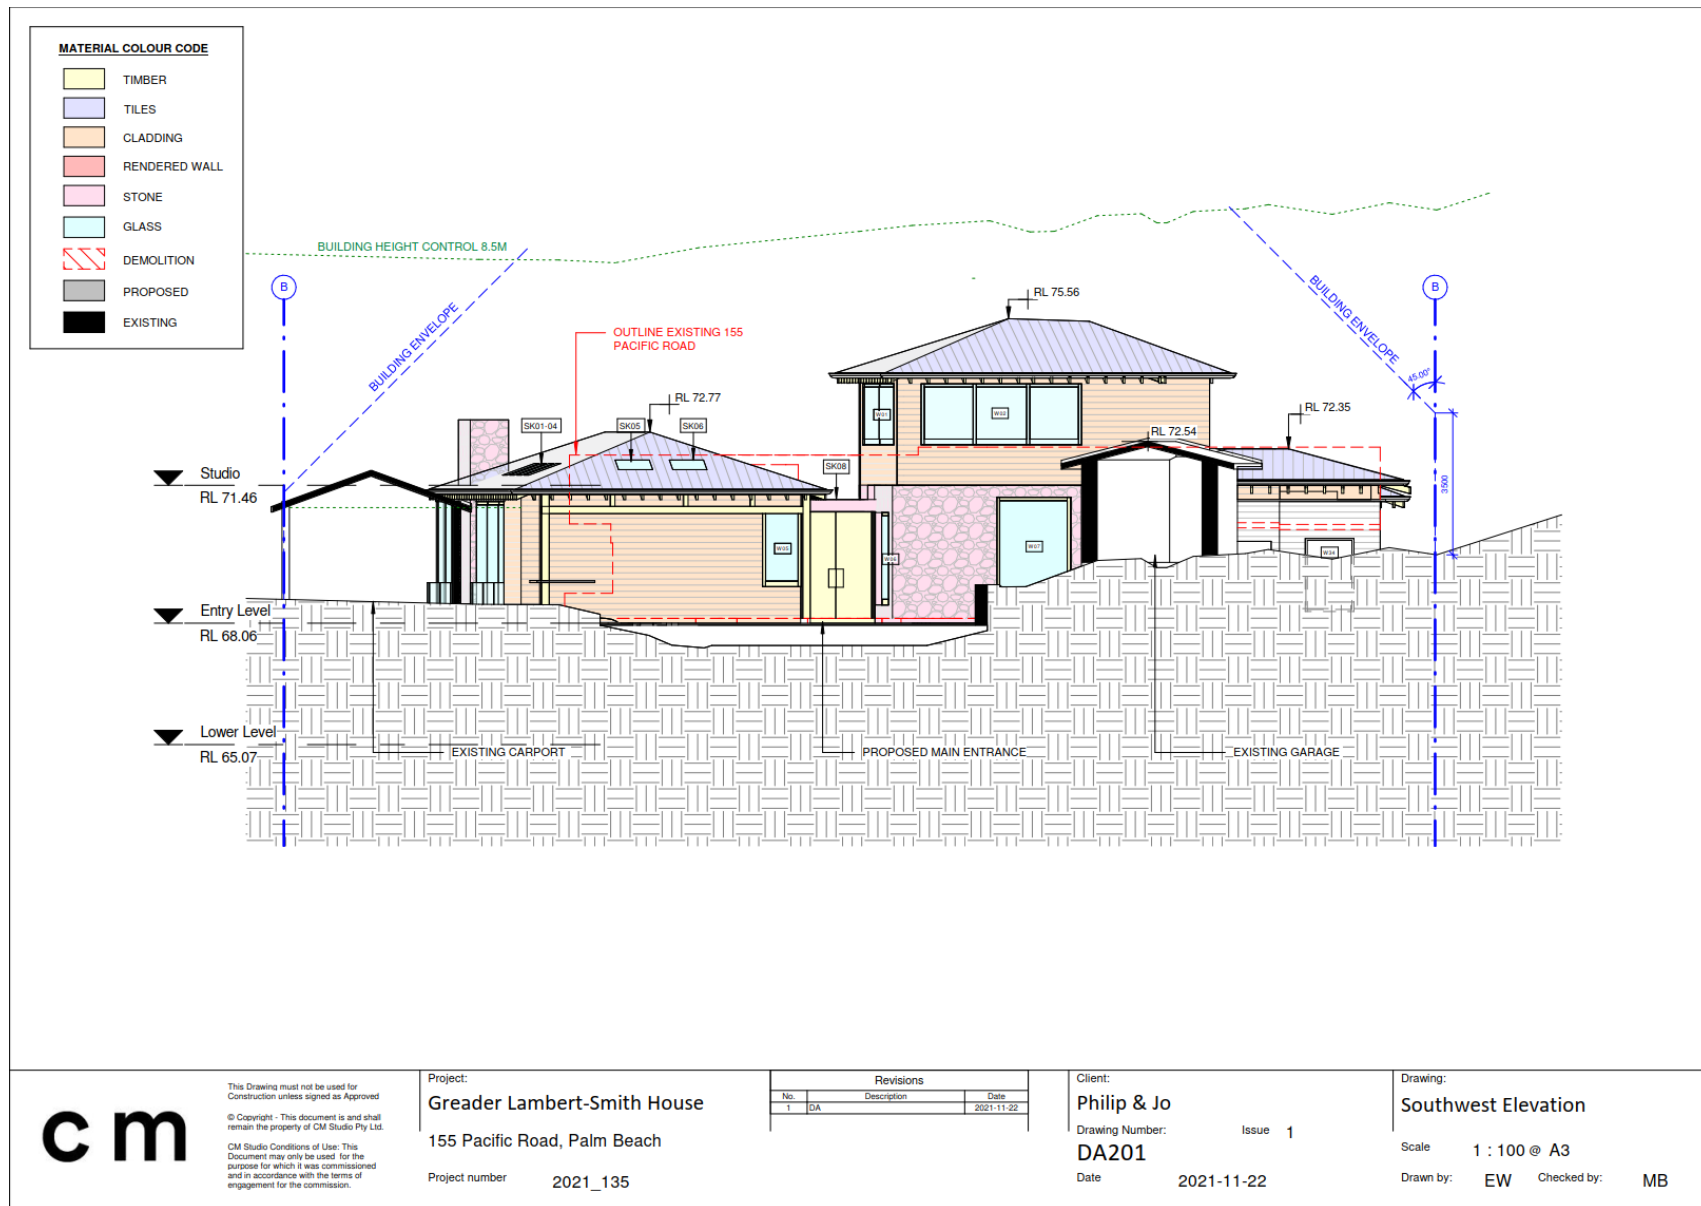 MATERIAL COLOUR CODE
TIMBER
TILES
CLADDING
RENDERED WALL
STONE
GLASS
DEMOLITION
PROPOSED
EXISTING
BUILDING HEIGHT CONTROL 8.5M
B
B
BUILDING ENVELOPE
BUILDING ENVELOPE
45.00°
3500
OUTLINE EXISTING 155
PACIFIC ROAD
RL 75.56
RL 72.77
RL 72.35
RL 72.54
SK01-04
SK05
SK06
SK08
W01
W02
W05
W07
Studio
RL 71.46
Entry Level
RL 68.06
Lower Level
RL 65.07
EXISTING CARPORT
PROPOSED MAIN ENTRANCE
EXISTING GARAGE
cm
This Drawing must not be used for
Construction unless signed as Approved
© Copyright - This document is and shall
remain the property of CM Studio Pty Ltd.
CM Studio Conditions of Use: This
Document may only be used for the
purpose for which it was commissioned
and in accordance with the terms of
engagement for the commission.
Project:
Greader Lambert-Smith House
155 Pacific Road, Palm Beach
Project number 2021_135
Revisions
No. Description Date
1 DA 2021-11-22
Client:
Philip & Jo
Drawing Number: Issue 1
DA201
Date 2021-11-22
Drawing:
Southwest Elevation
Scale 1 : 100 @ A3
Drawn by: EW Checked by: MB